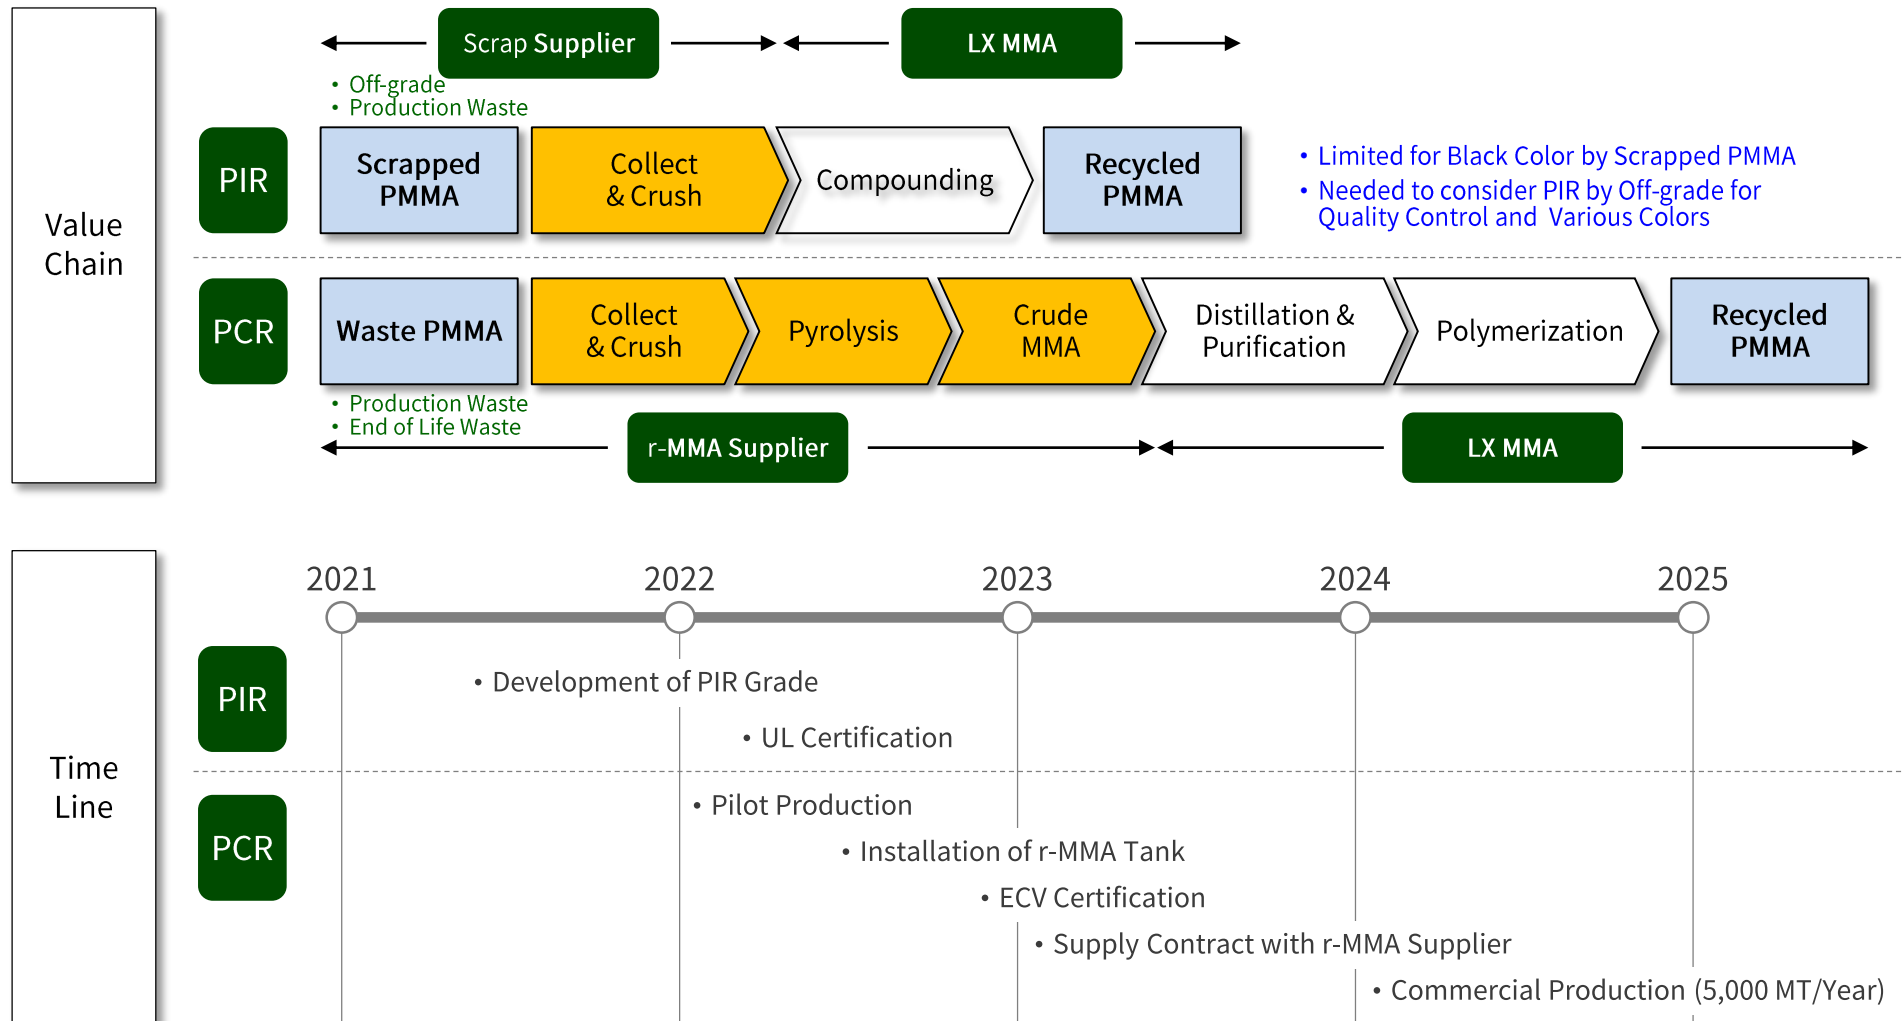 Value
Chain
Scrap Supplier
LX MMA
• Off-grade
• Production Waste
PIR
Scrapped
PMMA
Collect
& Crush
Compounding
Recycled
PMMA
• Limited for Black Color by Scrapped PMMA
• Needed to consider PIR by Off-grade for
Quality Control and Various Colors
PCR
Waste PMMA
Collect
& Crush
Pyrolysis
Crude
MMA
Distillation &
Purification
Polymerization
Recycled
PMMA
• Production Waste
• End of Life Waste
r-MMA Supplier
LX MMA
Time
Line
2021
2022
2023
2024
2025
PIR
• Development of PIR Grade
• UL Certification
PCR
• Pilot Production
• Installation of r-MMA Tank
• ECV Certification
• Supply Contract with r-MMA Supplier
• Commercial Production (5,000 MT/Year)